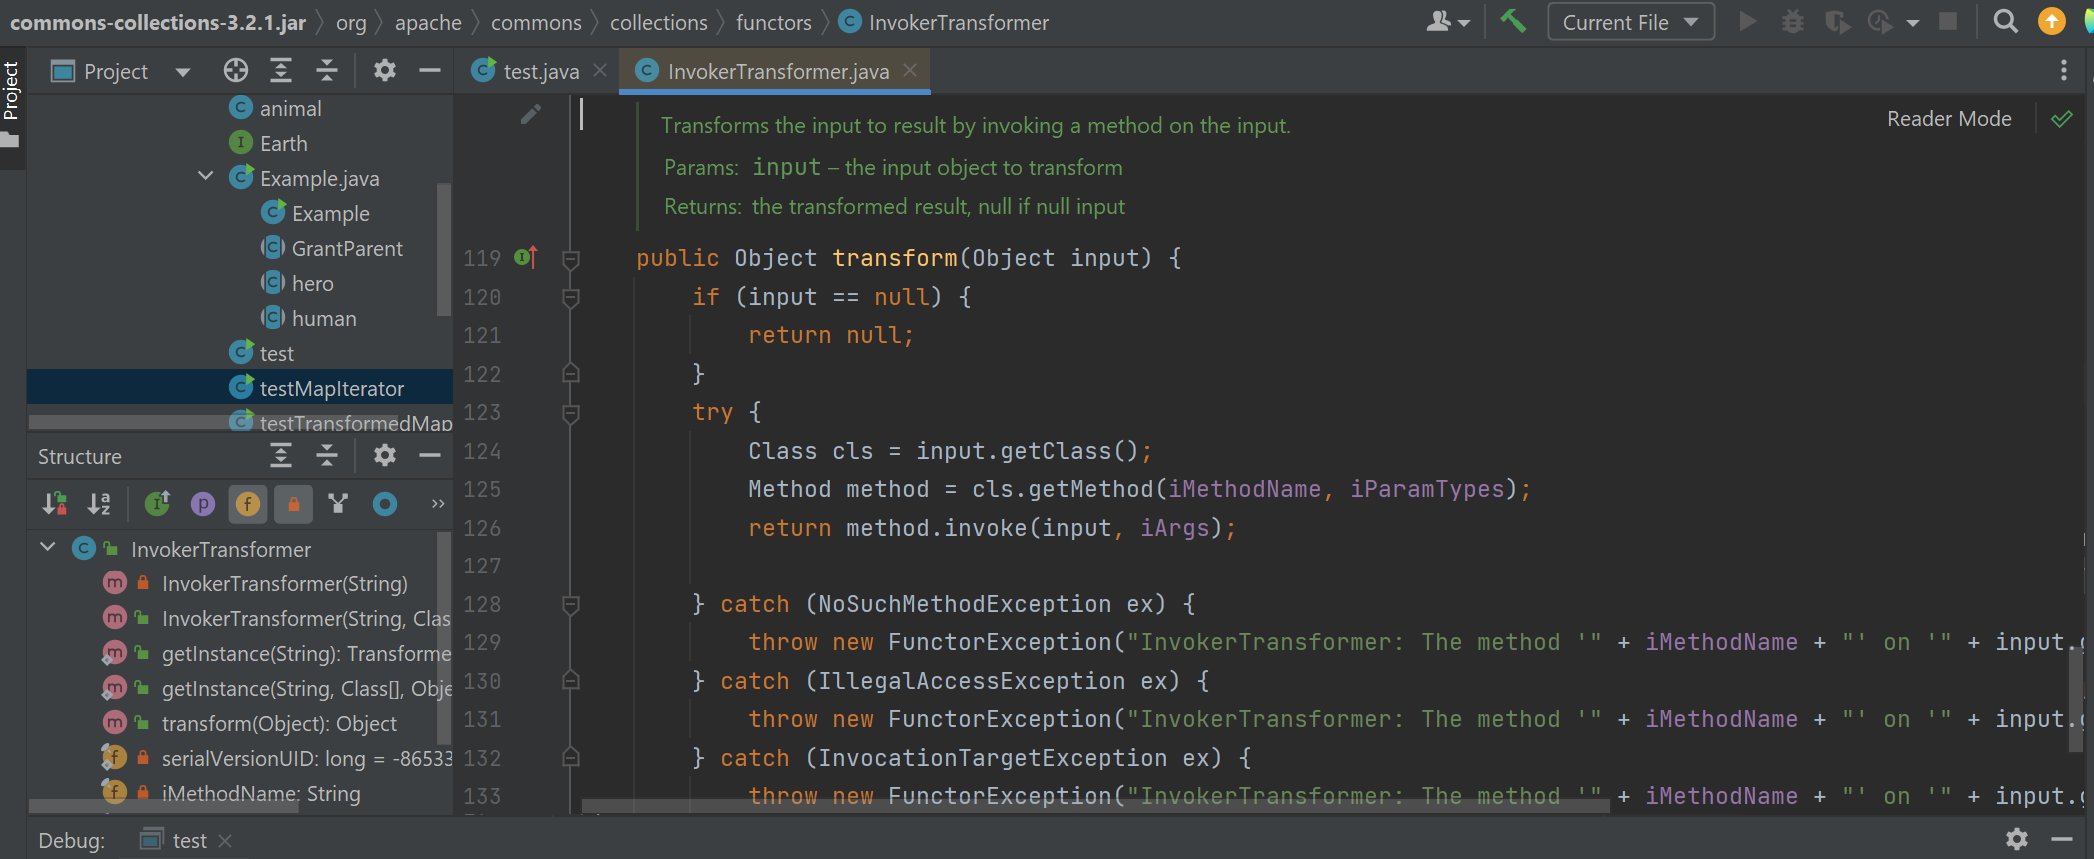 commons-collections-3.2.1.jar org apache commons collections functors InvokerTransformer Current File
Project
Project
test.java InvokerTransformer.java
animal
Earth
Example.java
Example
GrantParent
hero
human
test
testMapIterator
testTransformedMap
Structure
InvokerTransformer
InvokerTransformer(String)
InvokerTransformer(String, Clas
getInstance(String): Transforme
getInstance(String, Class[], Obje
transform(Object): Object
serialVersionUID: long = -86533
iMethodName: String
Reader Mode
Transforms the input to result by invoking a method on the input.
Params: input – the input object to transform
Returns: the transformed result, null if null input
119 public Object transform(Object input) {
120 if (input == null) {
121 return null;
122 }
123 try {
124 Class cls = input.getClass();
125 Method method = cls.getMethod(iMethodName, iParamTypes);
126 return method.invoke(input, iArgs);
127
128 } catch (NoSuchMethodException ex) {
129 throw new FunctorException("InvokerTransformer: The method '" + iMethodName + "' on '" + input.g
130 } catch (IllegalAccessException ex) {
131 throw new FunctorException("InvokerTransformer: The method '" + iMethodName + "' on '" + input.g
132 } catch (InvocationTargetException ex) {
133 throw new FunctorException("InvokerTransformer: The method '" + iMethodName + "' on '" + input.g
Debug: test